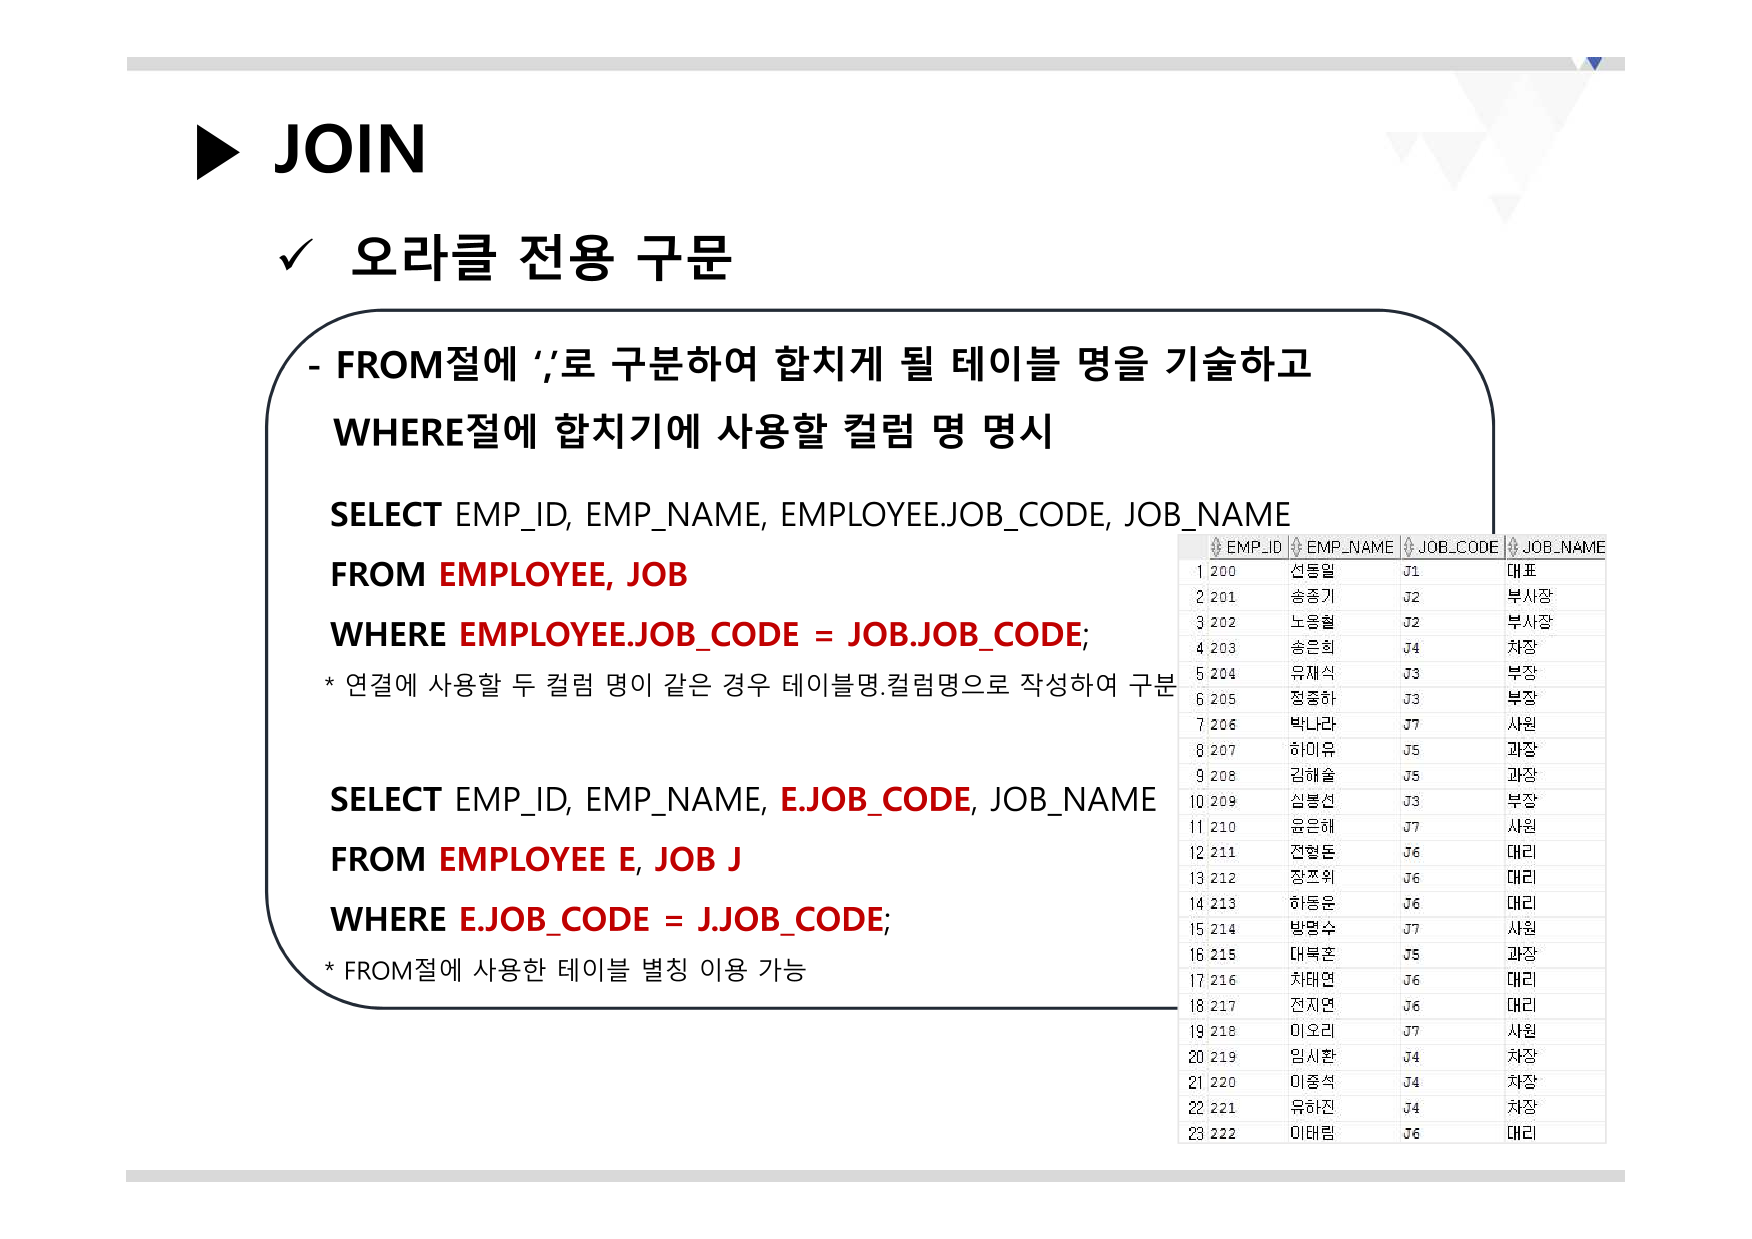 ▶ JOIN
✓ 오라클 전용 구문
- FROM절에 ‘,’로 구분하여 합치게 될 테이블 명을 기술하고
WHERE절에 합치기에 사용할 컬럼 명 명시
SELECT EMP_ID, EMP_NAME, EMPLOYEE.JOB_CODE, JOB_NAME
FROM EMPLOYEE, JOB
WHERE EMPLOYEE.JOB_CODE = JOB.JOB_CODE;
* 연결에 사용할 두 컬럼 명이 같은 경우 테이블명.컬럼명으로 작성하여 구분
SELECT EMP_ID, EMP_NAME, E.JOB_CODE, JOB_NAME
FROM EMPLOYEE E, JOB J
WHERE E.JOB_CODE = J.JOB_CODE;
* FROM절에 사용한 테이블 별칭 이용 가능
EMP_ID EMP_NAME JOB_CODE JOB_NAME
1 200 선동일 J1 대표
2 201 송종기 J2 부사장
3 202 노옹철 J2 부사장
4 203 송은희 J4 차장
5 204 유재식 J3 부장
6 205 정중하 J3 부장
7 206 박나라 J7 사원
8 207 하이유 J5 과장
9 208 김해술 J5 과장
10 209 심봉선 J3 부장
11 210 윤은해 J7 사원
12 211 전형돈 J6 대리
13 212 장쯔위 J6 대리
14 213 하동운 J6 대리
15 214 방명수 J7 사원
16 215 대북혼 J5 과장
17 216 차태연 J6 대리
18 217 전지연 J6 대리
19 218 이오리 J7 사원
20 219 임시환 J4 차장
21 220 이중석 J4 차장
22 221 유하진 J4 차장
23 222 이태림 J6 대리